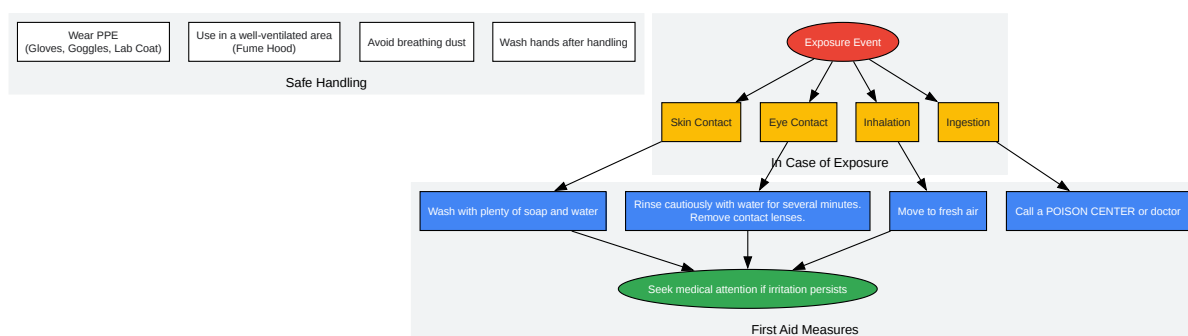 Wear PPE
(Gloves, Goggles, Lab Coat)
Use in a well-ventilated area
(Fume Hood)
Avoid breathing dust
Wash hands after handling
Safe Handling
Exposure Event
Skin Contact
Eye Contact
Inhalation
Ingestion
In Case of Exposure
Wash with plenty of soap and water
Rinse cautiously with water for several minutes.
Remove contact lenses.
Move to fresh air
Call a POISON CENTER or doctor
Seek medical attention if irritation persists
First Aid Measures